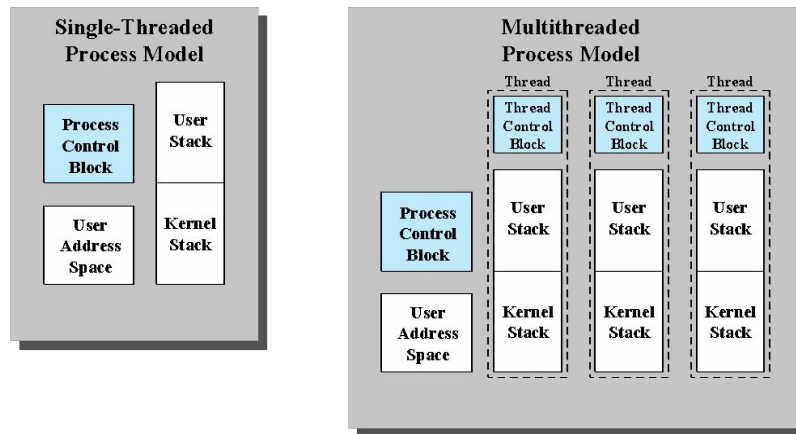 Single-Threaded
Process Model
Process
Control
Block
User
Stack
User
Address
Space
Kernel
Stack
Multithreaded
Process Model
Thread
Thread
Control
Block
User
Stack
Kernel
Stack
Thread
Thread
Control
Block
User
Stack
Kernel
Stack
Thread
Thread
Control
Block
User
Stack
Kernel
Stack
Process
Control
Block
User
Address
Space